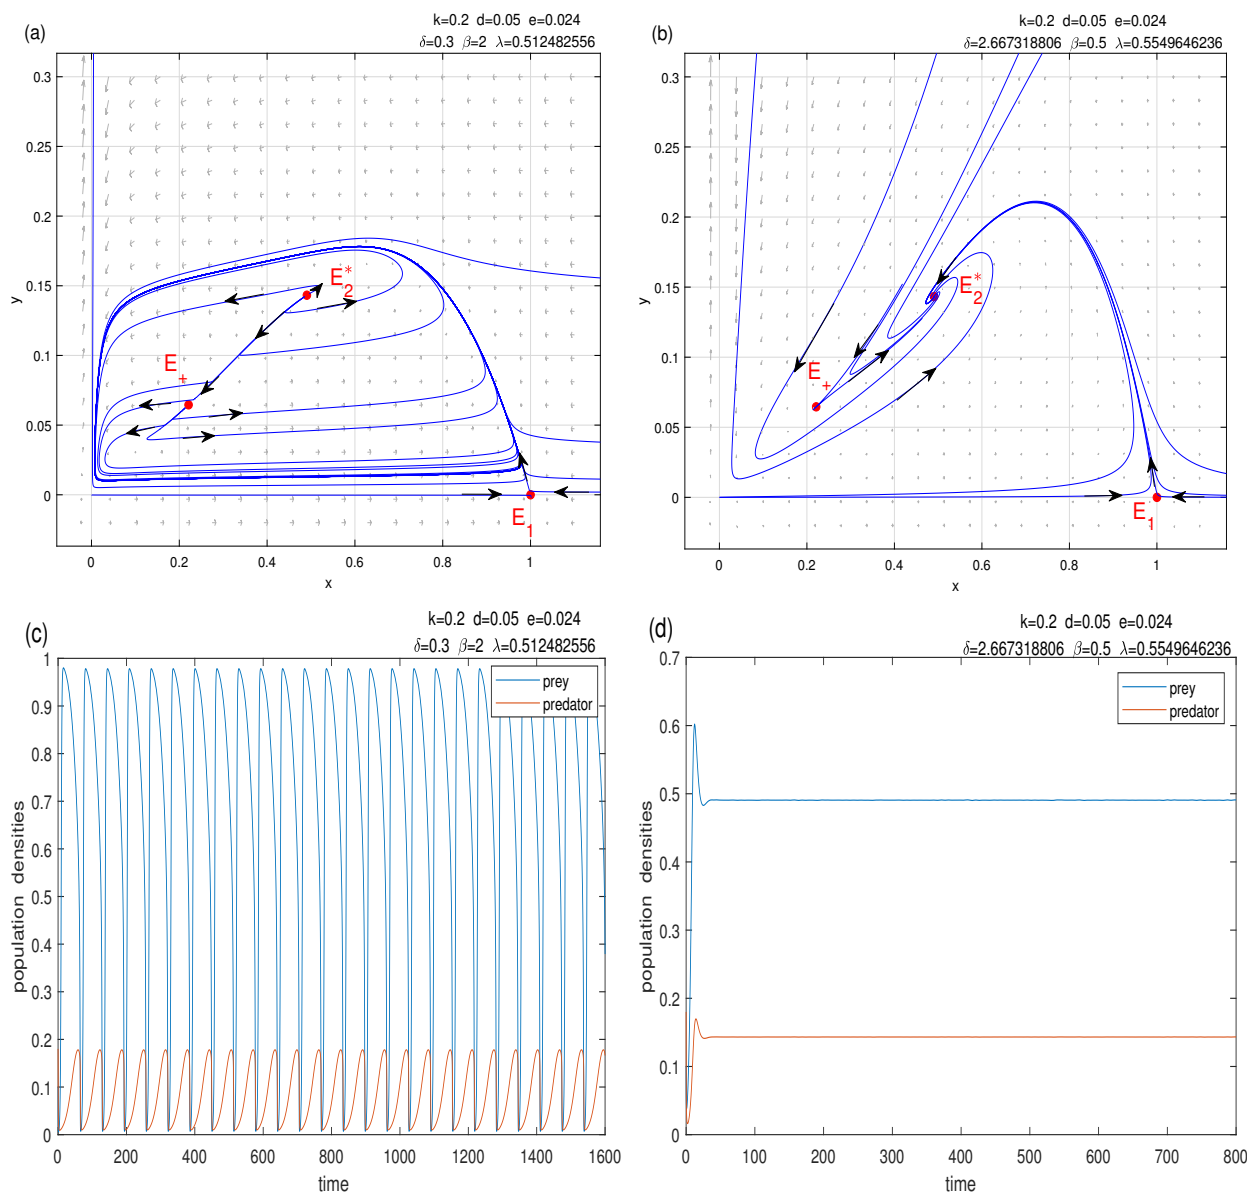 (a)
k=0.2 d=0.05 e=0.024
δ=0.3 β=2 λ=0.512482556
0.3
0.25
0.2
0.15
0.1
0.05
0
y
E₂*
E₊
E₁
0 0.2 0.4 0.6 0.8 1
x
(b)
k=0.2 d=0.05 e=0.024
δ=2.667318806 β=0.5 λ=0.5549646236
0.3
0.25
0.2
0.15
0.1
0.05
0
y
E₂*
E₊
E₁
0 0.2 0.4 0.6 0.8 1
x
(c)
k=0.2 d=0.05 e=0.024
δ=0.3 β=2 λ=0.512482556
1
0.9
0.8
0.7
0.6
0.5
0.4
0.3
0.2
0.1
0
population densities
prey
predator
0 200 400 600 800 1000 1200 1400 1600
time
(d)
k=0.2 d=0.05 e=0.024
δ=2.667318806 β=0.5 λ=0.5549646236
0.7
0.6
0.5
0.4
0.3
0.2
0.1
0
population densities
prey
predator
0 100 200 300 400 500 600 700 800
time